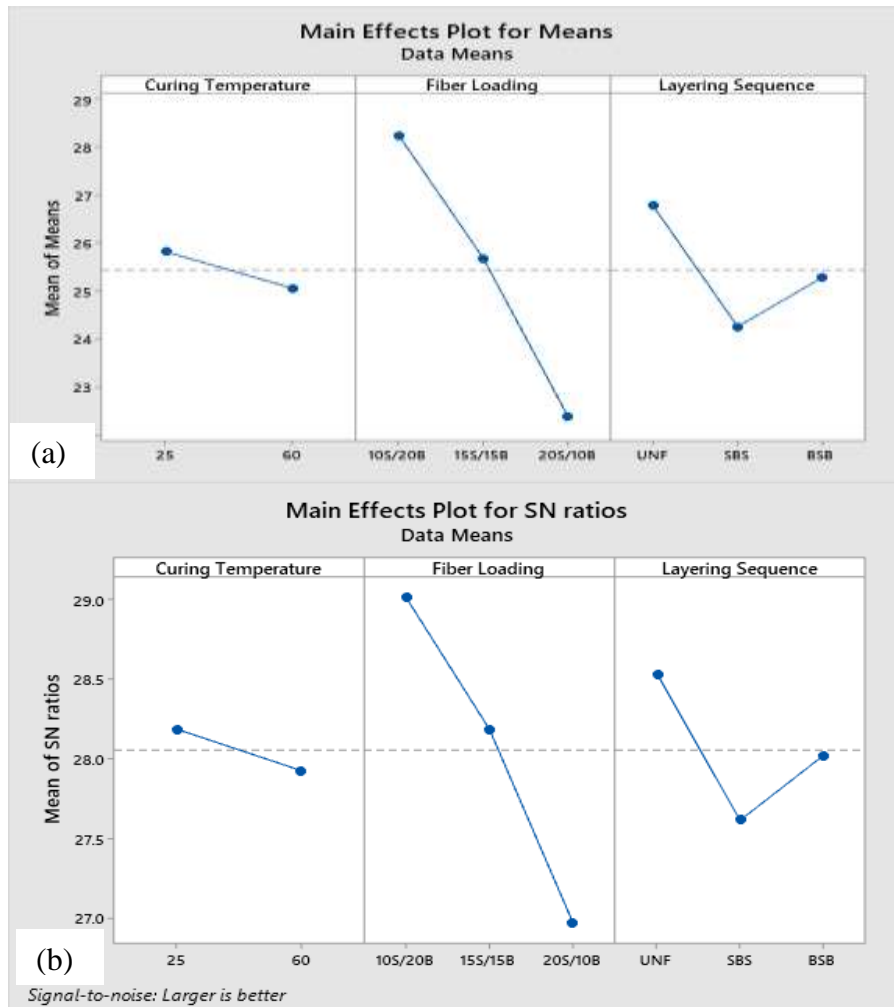 Main Effects Plot for Means
Data Means
Curing Temperature Fiber Loading Layering Sequence
Mean of Means
29
28
27
26
25
24
23
(a)
25 60 10S/20B 15S/15B 20S/10B UNF SBS BSB
Main Effects Plot for SN ratios
Data Means
Curing Temperature Fiber Loading Layering Sequence
Mean of SN ratios
29.0
28.5
28.0
27.5
27.0
(b)
25 60 10S/20B 15S/15B 20S/10B UNF SBS BSB
Signal-to-noise: Larger is better